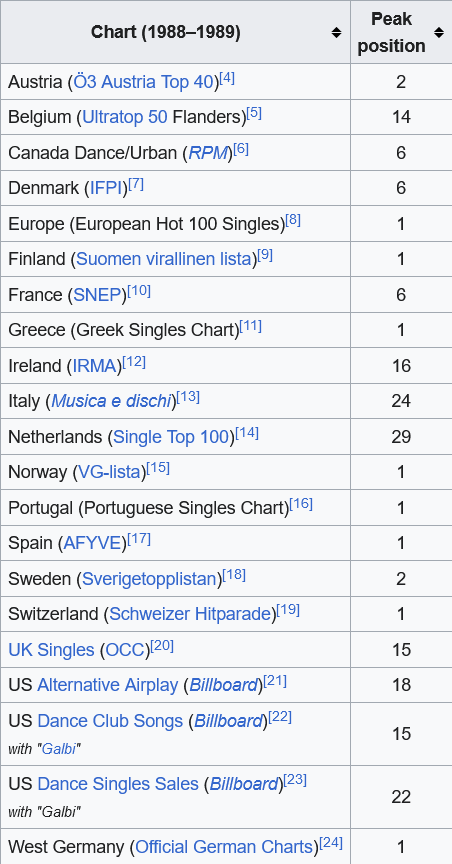 Chart (1988–1989) Peak position
Austria (Ö3 Austria Top 40)[4] 2
Belgium (Ultratop 50 Flanders)[5] 14
Canada Dance/Urban (RPM)[6] 6
Denmark (IFPI)[7] 6
Europe (European Hot 100 Singles)[8] 1
Finland (Suomen virallinen lista)[9] 1
France (SNEP)[10] 6
Greece (Greek Singles Chart)[11] 1
Ireland (IRMA)[12] 16
Italy (Musica e dischi)[13] 24
Netherlands (Single Top 100)[14] 29
Norway (VG-lista)[15] 1
Portugal (Portuguese Singles Chart)[16] 1
Spain (AFYVE)[17] 1
Sweden (Sverigetopplistan)[18] 2
Switzerland (Schweizer Hitparade)[19] 1
UK Singles (OCC)[20] 15
US Alternative Airplay (Billboard)[21] 18
US Dance Club Songs (Billboard)[22] 15
with "Galbi"
US Dance Singles Sales (Billboard)[23] 22
with "Galbi"
West Germany (Official German Charts)[24] 1